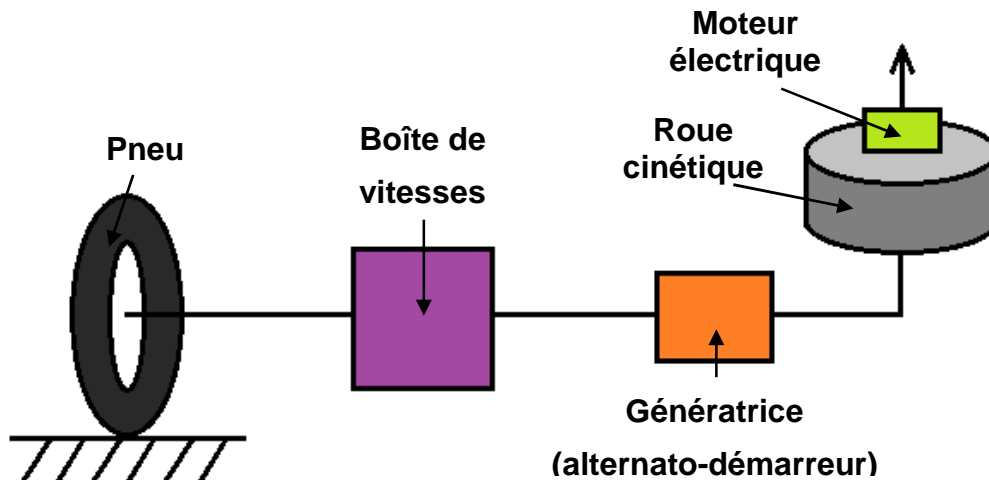 Moteur
électrique
Roue
cinétique
Boîte de
vitesses
Pneu
Génératrice
(alternato-démarreur)